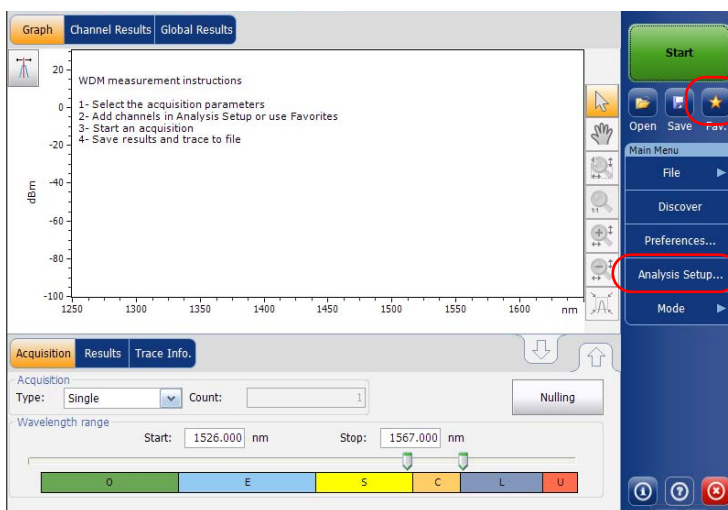 Graph Channel Results Global Results
WDM measurement instructions
1- Select the acquisition parameters
2- Add channels in Analysis Setup or use Favorites
3- Start an acquisition
4- Save results and trace to file
20
0
-20
-40
-60
-80
-100
dBm
1250 1300 1350 1400 1450 1500 1550 1600 nm
1:1
Start
Open Save Fav.
Main Menu
File
Discover
Preferences...
Analysis Setup...
Mode
Acquisition Results Trace Info.
Acquisition
Type: Single Count: 1
Nulling
Wavelength range
Start: 1526.000 nm Stop: 1567.000 nm
O E S C L U